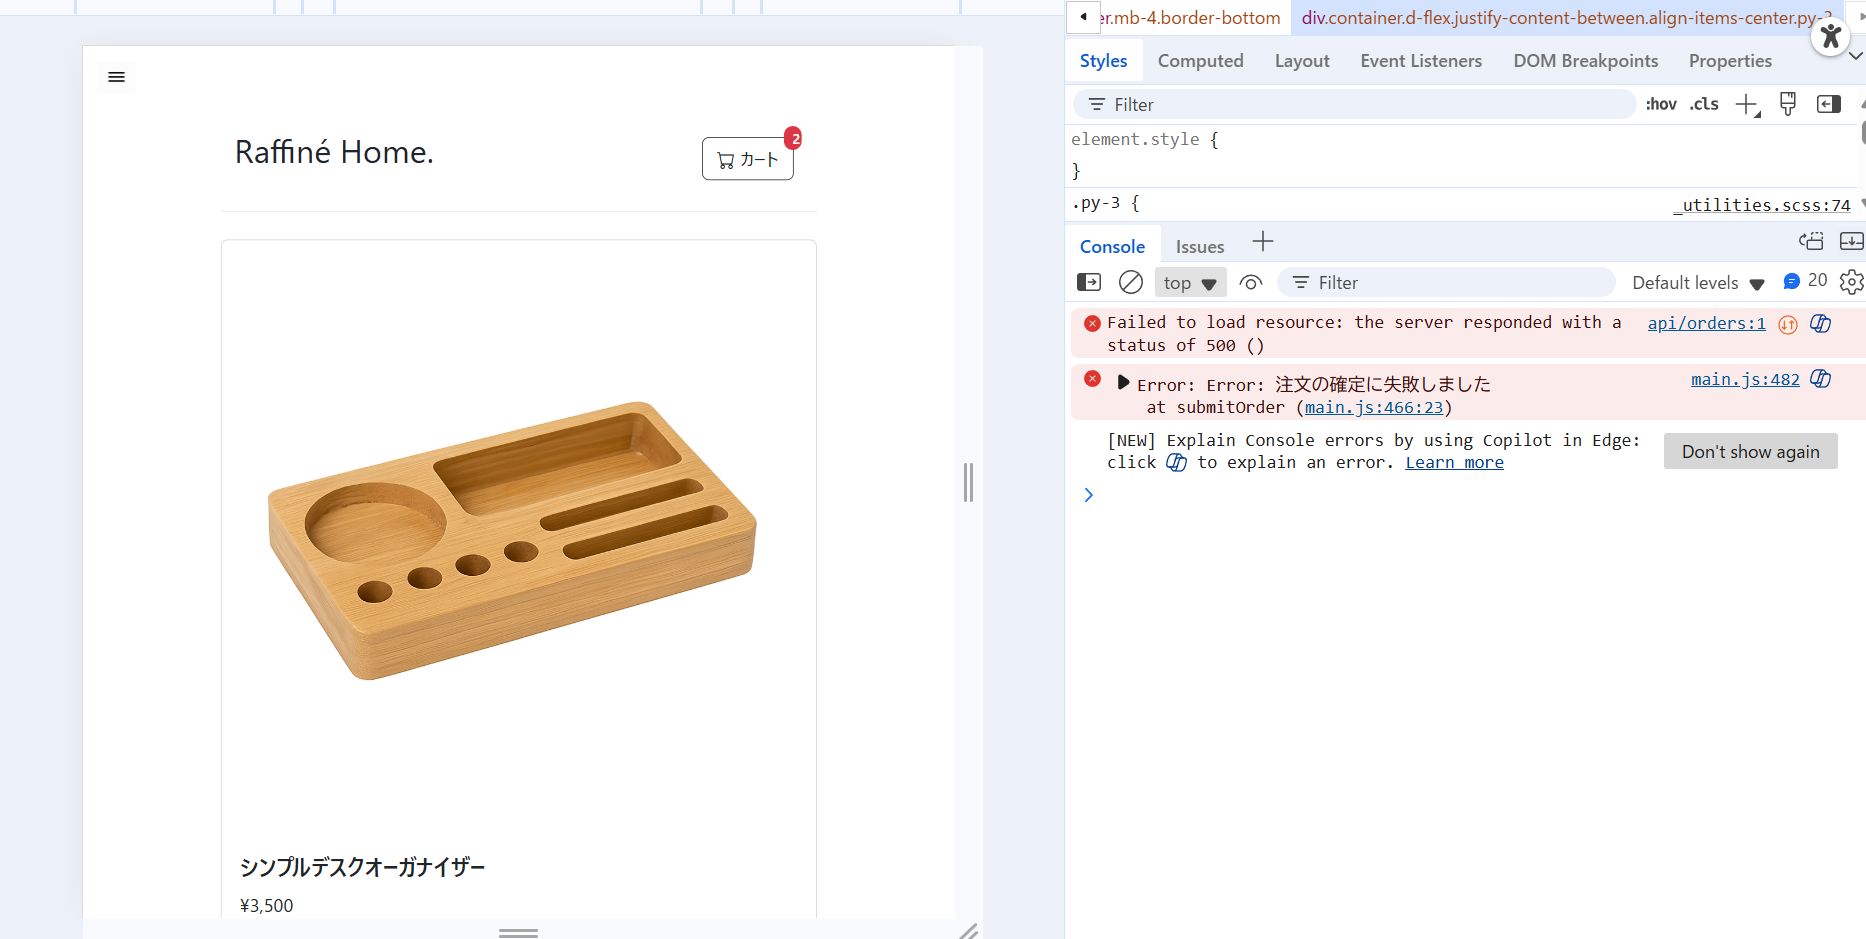 Raffiné Home.
カート
2
シンプルデスクオーガナイザー
¥3,500
er.mb-4.border-bottom
div.container.d-flex.justify-content-between.align-items-center.py-3
Styles Computed Layout Event Listeners DOM Breakpoints Properties
Filter :hov .cls
element.style {
}
.py-3 { _utilities.scss:74
Console Issues
top Filter Default levels 20
Failed to load resource: the server responded with a api/orders:1
status of 500 ()
Error: Error: 注文の確定に失敗しました main.js:482
at submitOrder (main.js:466:23)
[NEW] Explain Console errors by using Copilot in Edge:
click to explain an error. Learn more
Don't show again